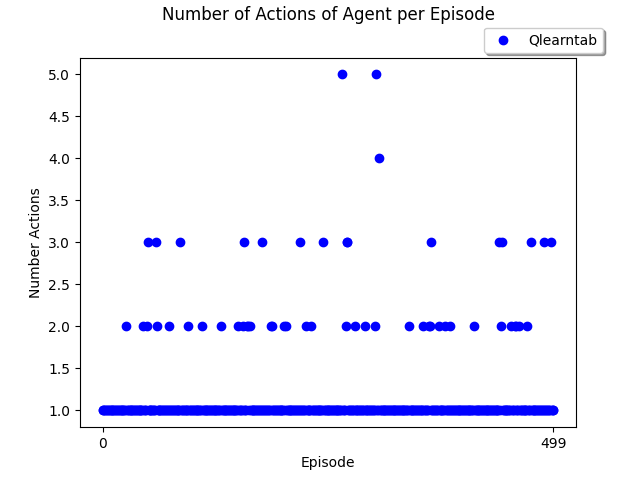 Number of Actions of Agent per Episode
Qlearntab
5.0
4.5
4.0
3.5
3.0
2.5
2.0
1.5
1.0
Number Actions
0
499
Episode